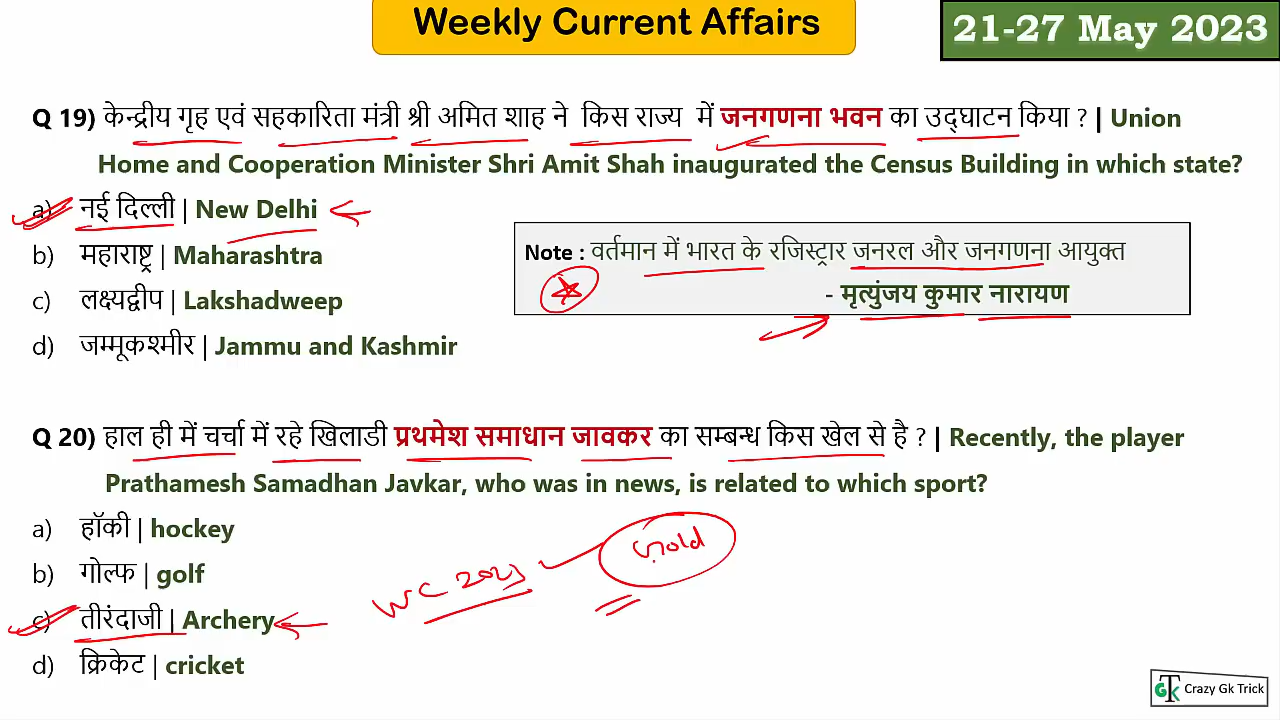 Weekly Current Affairs
21-27 May 2023
Q 19) केन्द्रीय गृह एवं सहकारिता मंत्री श्री अमित शाह ने किस राज्य में जनगणना भवन का उद्घाटन किया ? | Union
Home and Cooperation Minister Shri Amit Shah inaugurated the Census Building in which state?
a) नई दिल्ली | New Delhi
b) महाराष्ट्र | Maharashtra
c) लक्ष्यद्वीप | Lakshadweep
d) जम्मूकश्मीर | Jammu and Kashmir
Note : वर्तमान में भारत के रजिस्ट्रार जनरल और जनगणना आयुक्त
- मृत्युंजय कुमार नारायण
Q 20) हाल ही में चर्चा में रहे खिलाडी प्रथमेश समाधान जावकर का सम्बन्ध किस खेल से है ? | Recently, the player
Prathamesh Samadhan Javkar, who was in news, is related to which sport?
a) हॉकी | hockey
b) गोल्फ | golf
c) तीरंदाजी | Archery
d) क्रिकेट | cricket
WC 2023
Gold
GTK Crazy Gk Trick